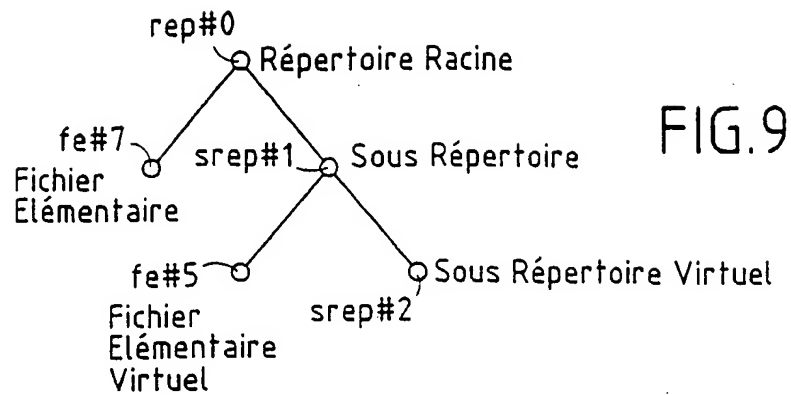 rep#0
Répertoire Racine
FIG.9
fe#7
srep#1
Sous Répertoire
Fichier
Elémentaire
fe#5
Sous Répertoire Virtuel
srep#2
Fichier
Elémentaire
Virtuel